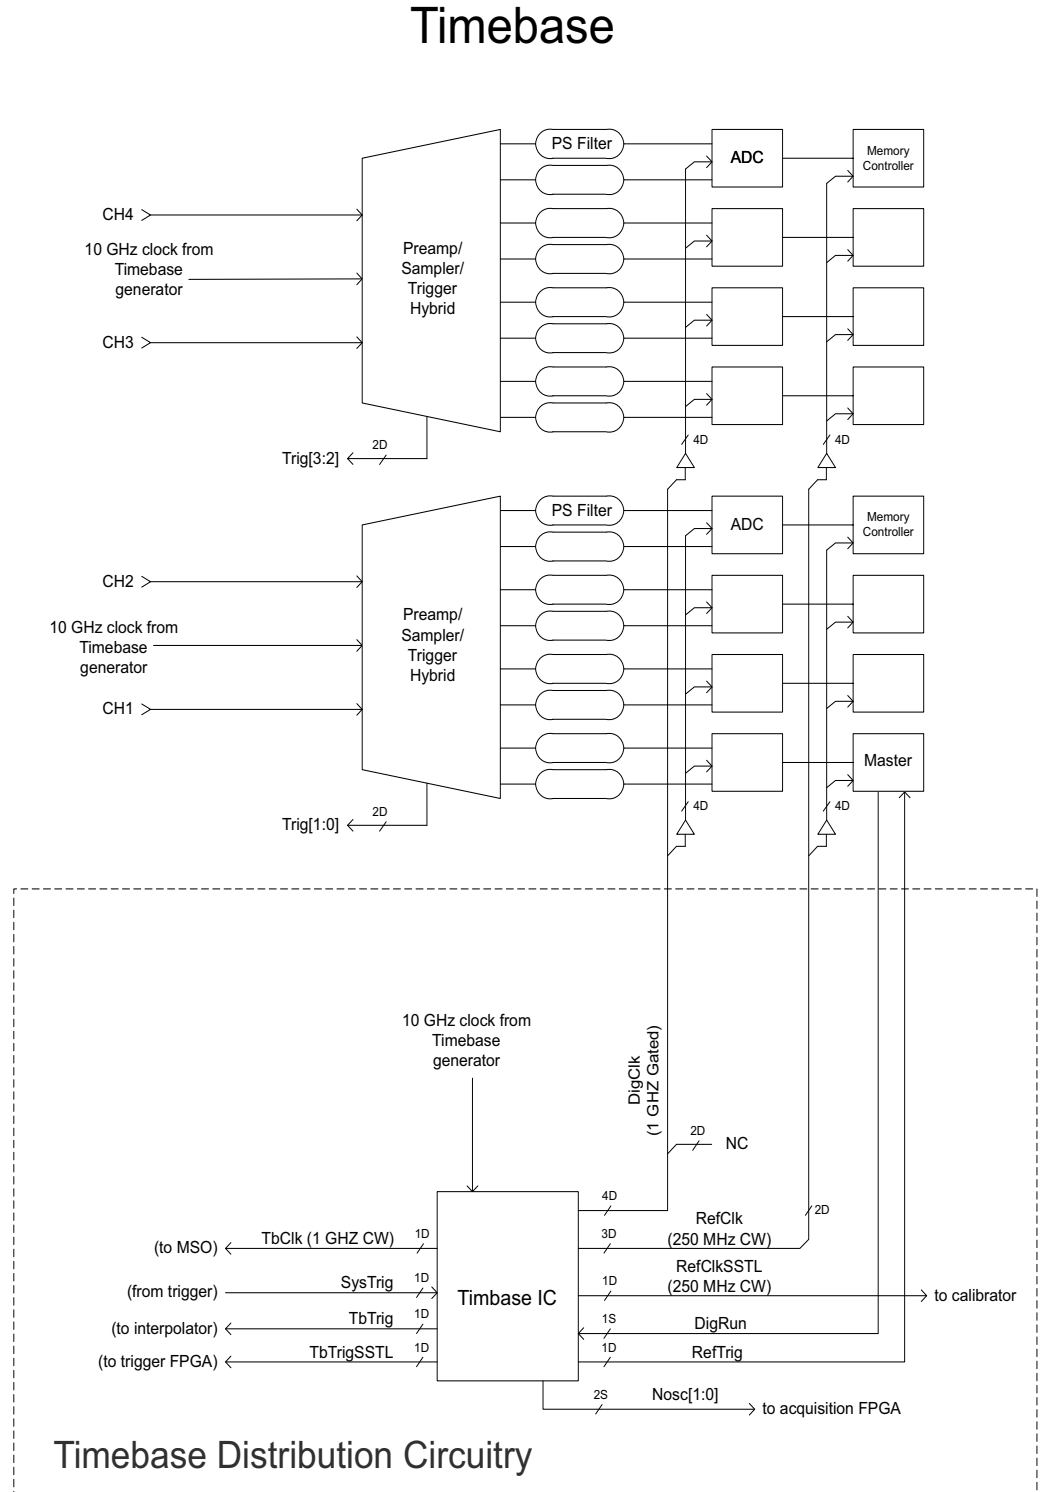 Timebase
PS Filter
ADC
Memory
Controller
CH4
10 GHz clock from
Timebase
generator
Preamp/
Sampler/
Trigger
Hybrid
CH3
2D
Trig[3:2]
4D
4D
PS Filter
ADC
Memory
Controller
CH2
10 GHz clock from
Timebase
generator
Preamp/
Sampler/
Trigger
Hybrid
CH1
Master
2D
Trig[1:0]
4D
4D
10 GHz clock from
Timebase
generator
DigClk
(1 GHZ Gated)
2D
NC
4D
2D
RefClk
3D
(250 MHz CW)
(to MSO)
TbClk (1 GHZ CW)
1D
RefClkSSTL
1D
(250 MHz CW)
to calibrator
(from trigger)
SysTrig
1D
Timbase IC
(to interpolator)
TbTrig
1D
1S
DigRun
(to trigger FPGA)
TbTrigSSTL
1D
1D
RefTrig
2S
Nosc[1:0]
to acquisition FPGA
Timebase Distribution Circuitry